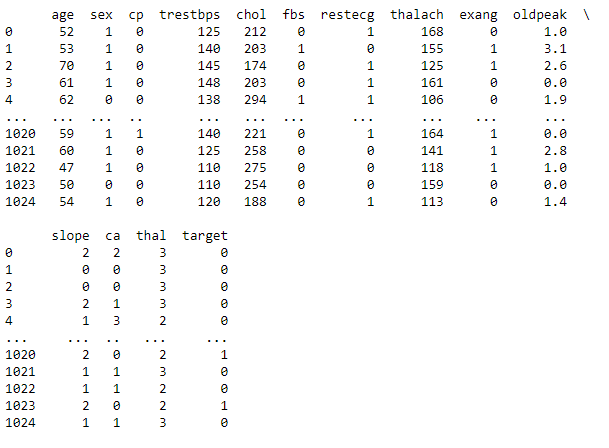 age sex cp trestbps chol fbs restecg thalach exang oldpeak \
0 52 1 0 125 212 0 1 168 0 1.0
1 53 1 0 140 203 1 0 155 1 3.1
2 70 1 0 145 174 0 1 125 1 2.6
3 61 1 0 148 203 0 1 161 0 0.0
4 62 0 0 138 294 1 1 106 0 1.9
... ... ... .. ... ... ... ... ... ... ...
1020 59 1 1 140 221 0 1 164 1 0.0
1021 60 1 0 125 258 0 0 141 1 2.8
1022 47 1 0 110 275 0 0 118 1 1.0
1023 50 0 0 110 254 0 0 159 0 0.0
1024 54 1 0 120 188 0 1 113 0 1.4
slope ca thal target
0 2 2 3 0
1 0 0 3 0
2 0 0 3 0
3 2 1 3 0
4 1 3 2 0
... ... .. ... ...
1020 2 0 2 1
1021 1 1 3 0
1022 1 1 2 0
1023 2 0 2 1
1024 1 1 3 0